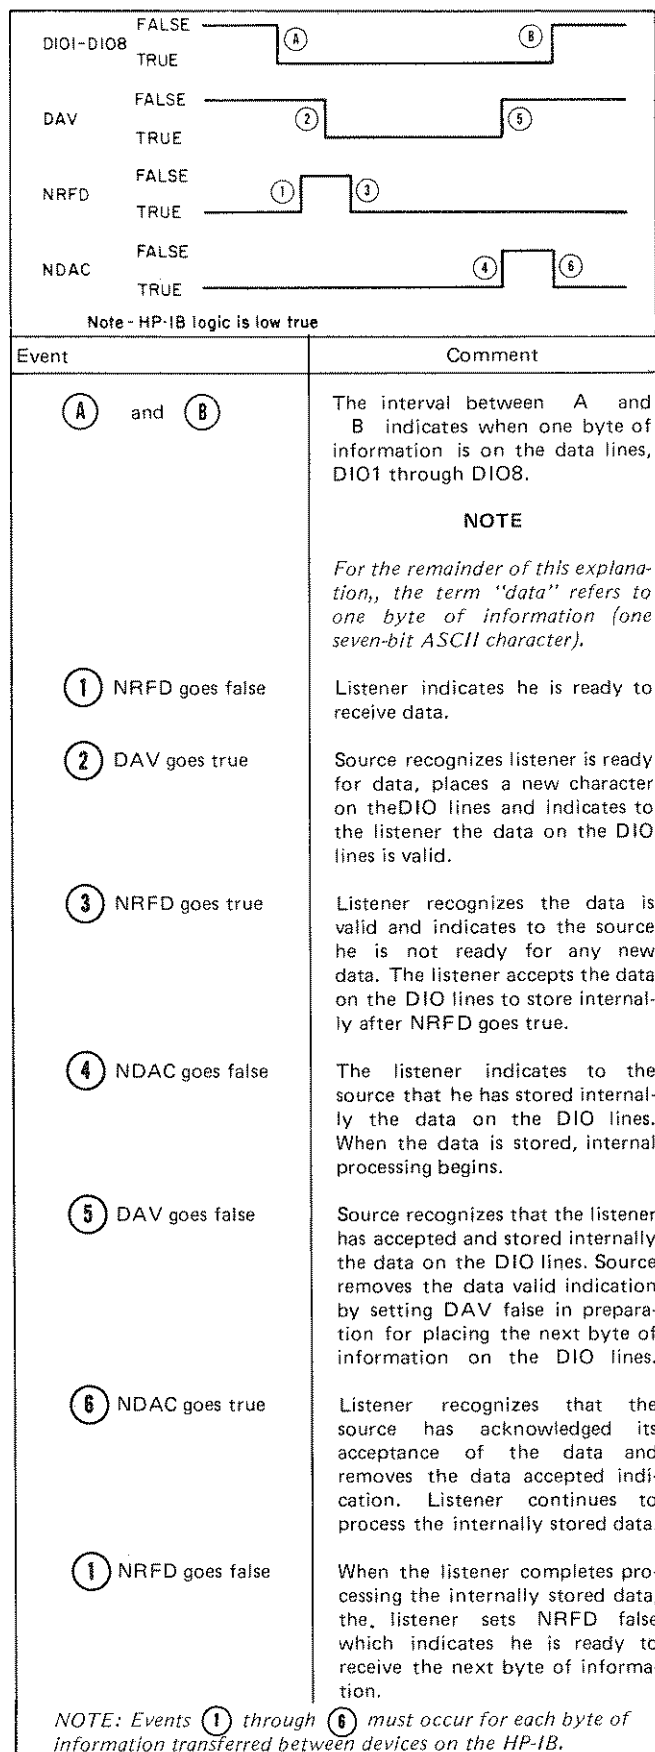 DIO1-DIO8
FALSE
TRUE
A
B
DAV
FALSE
TRUE
2
5
NRFD
FALSE
TRUE
1
3
NDAC
FALSE
TRUE
4
6
Note - HP-IB logic is low true
Event
Comment
A and B
The interval between A and
B indicates when one byte of
information is on the data lines,
DIO1 through DIO8.
NOTE
For the remainder of this explana-
tion,, the term "data" refers to
one byte of information (one
seven-bit ASCII character).
1 NRFD goes false
Listener indicates he is ready to
receive data.
2 DAV goes true
Source recognizes listener is ready
for data, places a new character
on theDIO lines and indicates to
the listener the data on the DIO
lines is valid.
3 NRFD goes true
Listener recognizes the data is
valid and indicates to the source
he is not ready for any new
data. The listener accepts the data
on the DIO lines to store internal-
ly after NRFD goes true.
4 NDAC goes false
The listener indicates to the
source that he has stored internal-
ly the data on the DIO lines.
When the data is stored, internal
processing begins.
5 DAV goes false
Source recognizes that the listener
has accepted and stored internally
the data on the DIO lines. Source
removes the data valid indication
by setting DAV false in prepara-
tion for placing the next byte of
information on the DIO lines.
6 NDAC goes true
Listener recognizes that the
source has acknowledged its
acceptance of the data and
removes the data accepted indi-
cation. Listener continues to
process the internally stored data
1 NRFD goes false
When the listener completes pro-
cessing the internally stored data,
the. listener sets NRFD false
which indicates he is ready to
receive the next byte of informa-
tion.
NOTE: Events 1 through 6 must occur for each byte of
information transferred between devices on the HP-IB.